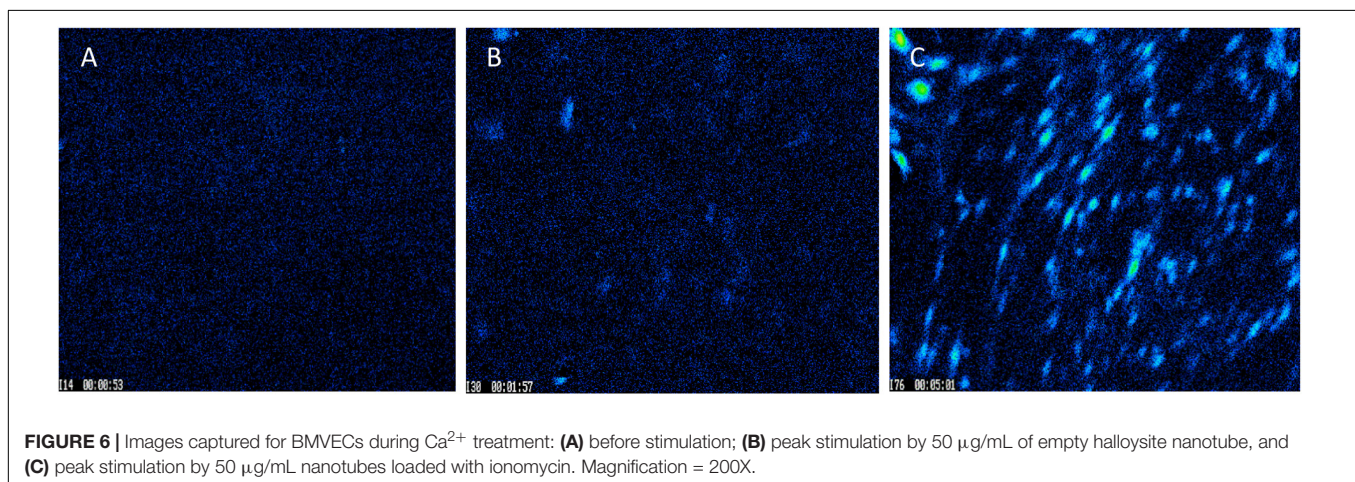 A
B
C
I14 00:00:53
I30 00:01:57
I76 00:05:01
FIGURE 6 | Images captured for BMVECs during Ca²⁺ treatment: (A) before stimulation; (B) peak stimulation by 50 μg/mL of empty halloysite nanotube, and
(C) peak stimulation by 50 μg/mL nanotubes loaded with ionomycin. Magnification = 200X.